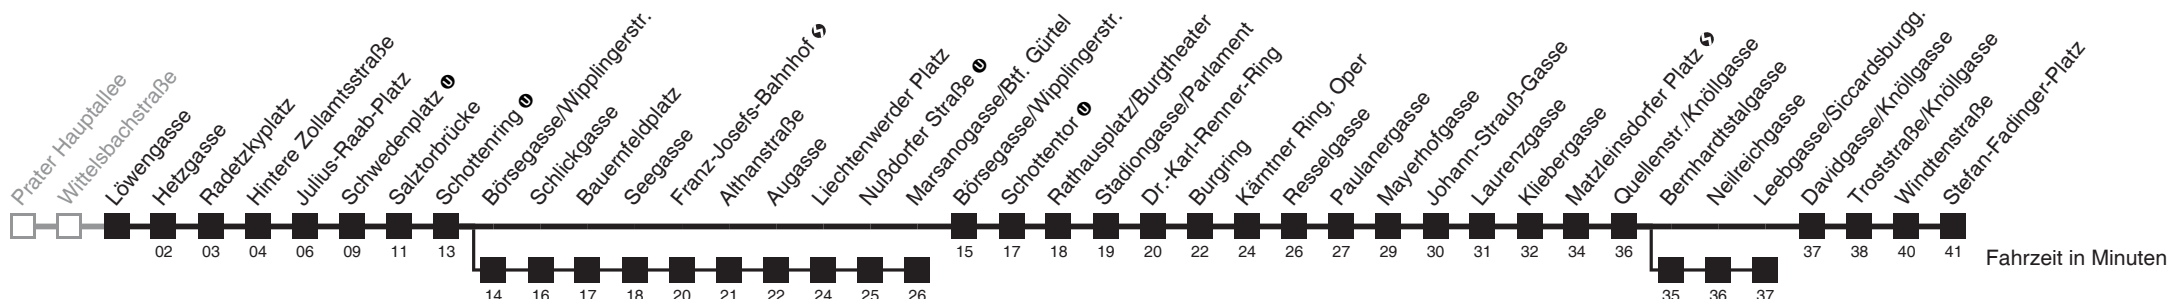 Prater Hauptallee
Wittelsbachstraße
Löwengasse
Hetzgasse
Radetzkyplatz
Hintere Zollamtsstraße
Julius-Raab-Platz
Schwedenplatz U
Salztorbrücke
Schottenring U
Börsegasse/Wipplingerstr.
Schlickgasse
Bauernfeldplatz
Seegasse
Franz-Josefs-Bahnhof S
Althanstraße
Augasse
Liechtenwerder Platz
Nußdorfer Straße U
Marsanogasse/Btf. Gürtel
Börsegasse/Wipplingerstr.
Schottentor U
Rathausplatz/Burgtheater
Stadiongasse/Parlament
Dr.-Karl-Renner-Ring
Burgring
Kärntner Ring, Oper
Resselgasse
Paulanergasse
Mayerhofgasse
Johann-Strauß-Gasse
Laurenzgasse
Kliebergasse
Matzleinsdorfer Platz S
Quellenstr./Knöllgasse
Bernhardtstalgasse
Neilreichgasse
Leebgasse/Siccardsburgg.
Davidgasse/Knöllgasse
Troststraße/Knöllgasse
Windtenstraße
Stefan-Fadinger-Platz
02 03 04 06 09 11 13 15 17 18 19 20 22 24 26 27 29 30 31 32 34 36 37 38 40 41
Fahrzeit in Minuten
14 16 17 18 20 21 22 24 25 26 35 36 37